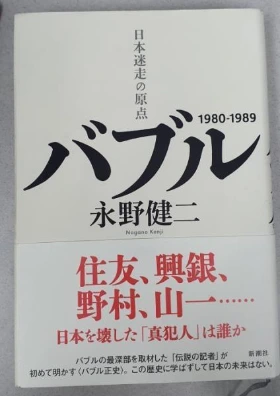 日本迷走の原点
1980-1989
バブル
永野健二
Nagano Kenji
住友、興銀、
野村、山一……
日本を壊した「真犯人」は誰か
バブルの最深部を取材した「伝説の記者」が
初めて明かす〈バブル正史〉。この歴史に学ばずして日本の未来はない。
新潮社